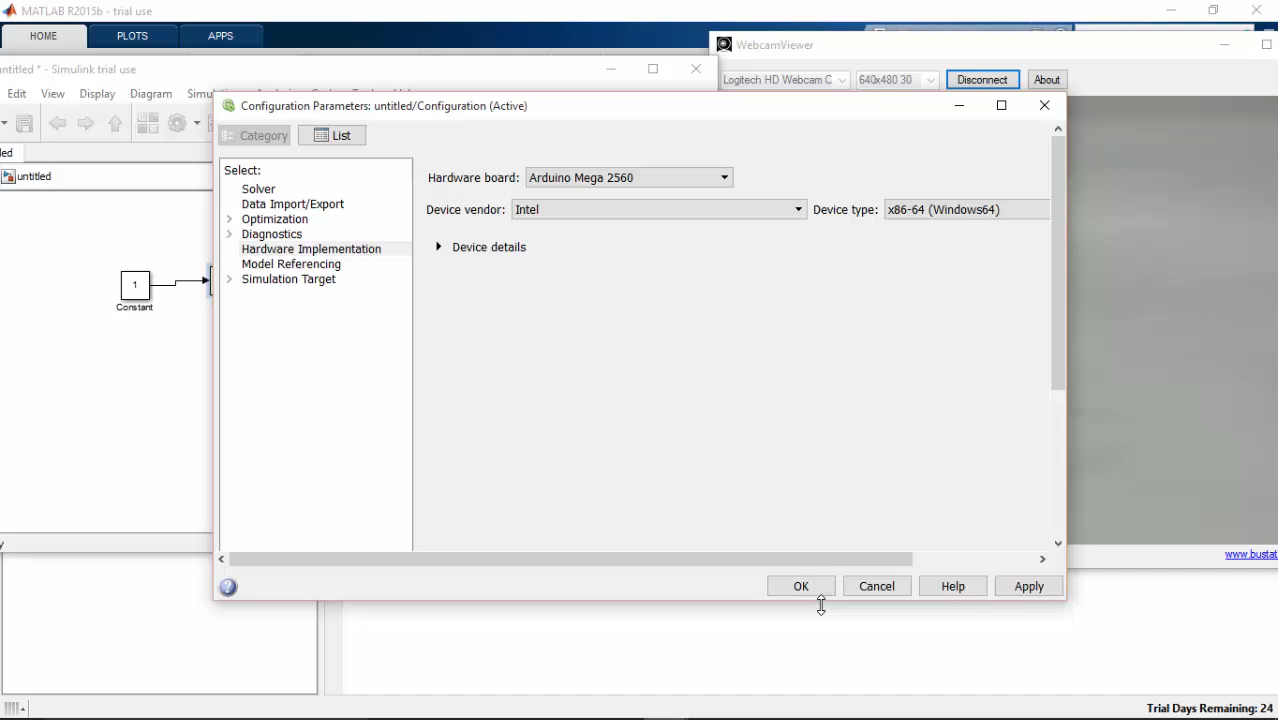 MATLAB R2015b - trial use
HOME
PLOTS
APPS
WebcamViewer
untitled * - Simulink trial use
Logitech HD Webcam C
640x480 30
Disconnect
About
Edit
View
Display
Diagram
Configuration Parameters: untitled/Configuration (Active)
Category
List
untitled
Select:
Solver
Data Import/Export
Optimization
Diagnostics
Hardware Implementation
Model Referencing
Simulation Target
Hardware board:
Arduino Mega 2560
Device vendor:
Intel
Device type:
x86-64 (Windows64)
Device details
1
Constant
www.bustat
OK
Cancel
Help
Apply
Trial Days Remaining: 24